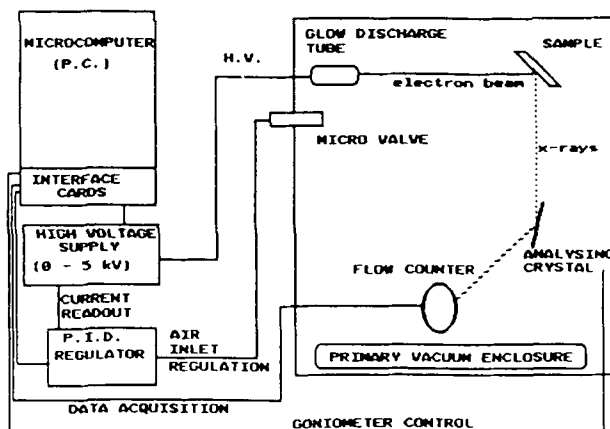 MICROCOMPUTER
(P.C.)
INTERFACE
CARDS
HIGH VOLTAGE
SUPPLY
(0 - 5 kV)
CURRENT
READOUT
P.I.D.
REGULATOR
AIR
INLET
REGULATION
DATA ACQUISITION
H.V.
GLOW DISCHARGE
TUBE
SAMPLE
electron beam
MICRO VALVE
x-rays
ANALYSING
CRYSTAL
FLOW COUNTER
PRIMARY VACUUM ENCLOSURE
GONIOMETER CONTROL